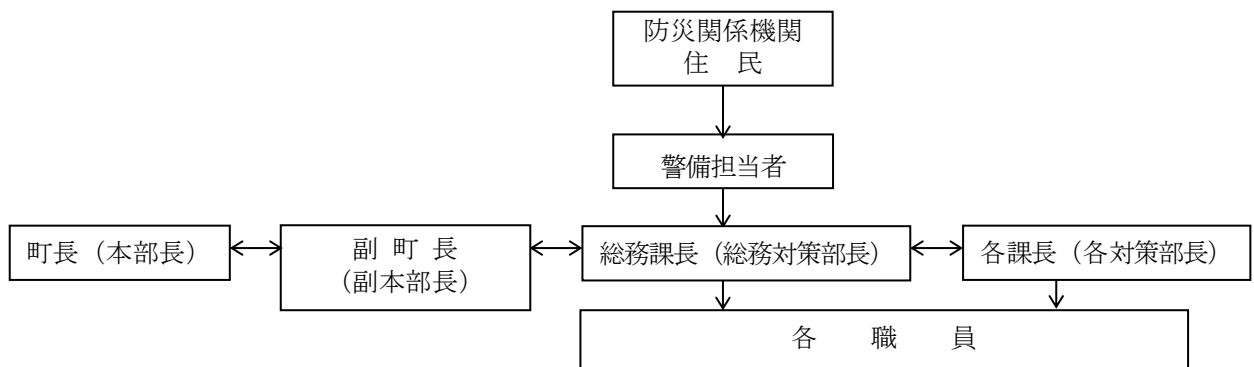 防災関係機関
住　民
警備担当者
町長（本部長）
副 町 長
（副本部長）
総務課長（総務対策部長）
各課長（各対策部長）
各　職　員